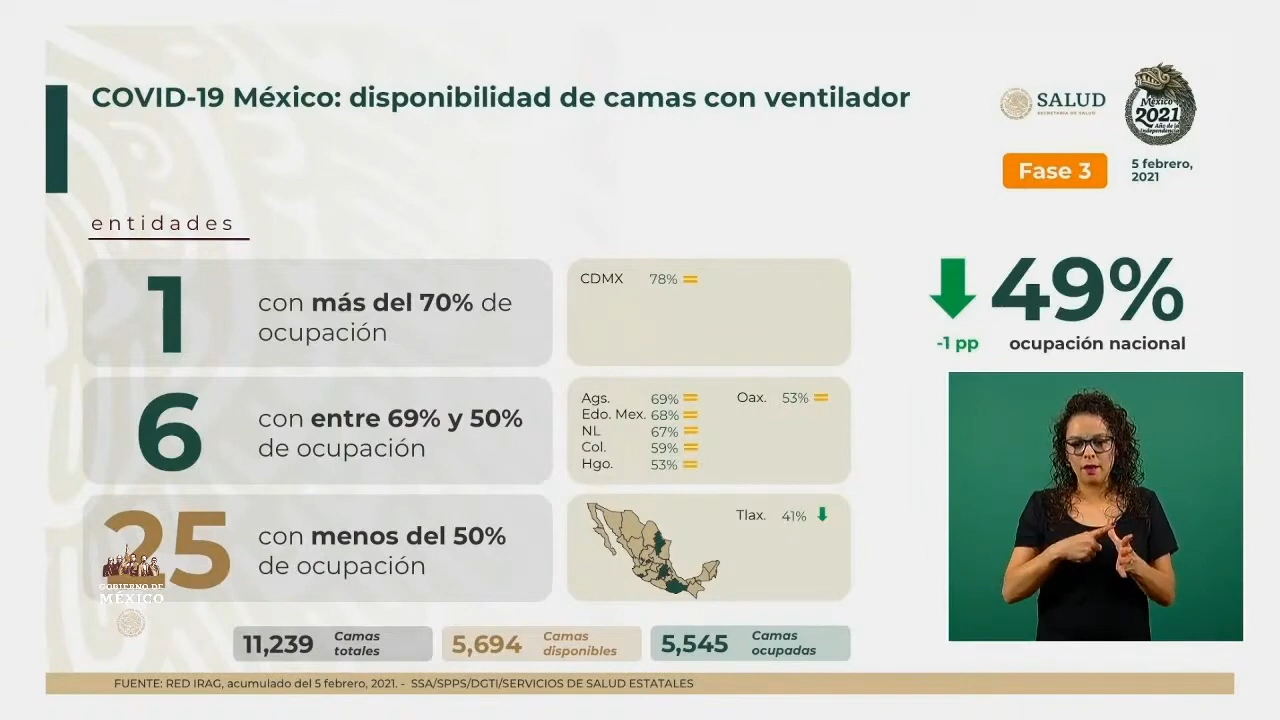 COVID-19 México: disponibilidad de camas con ventilador
SALUD
SECRETARÍA DE SALUD
México
2021
Año de la
Independencia
Fase 3
5 febrero,
2021
entidades
1
con más del 70% de
ocupación
CDMX 78% =
49%
-1 pp ocupación nacional
6
con entre 69% y 50%
de ocupación
Ags. 69% = Oax. 53% =
Edo. Mex. 68% =
NL 67% =
Col. 59% =
Hgo. 53% =
25
con menos del 50%
de ocupación
Tlax. 41%
GOBIERNO DE
MÉXICO
11,239 Camas
totales
5,694 Camas
disponibles
5,545 Camas
ocupadas
FUENTE: RED IRAG, acumulado del 5 febrero, 2021. - SSA/SPPS/DGTI/SERVICIOS DE SALUD ESTATALES